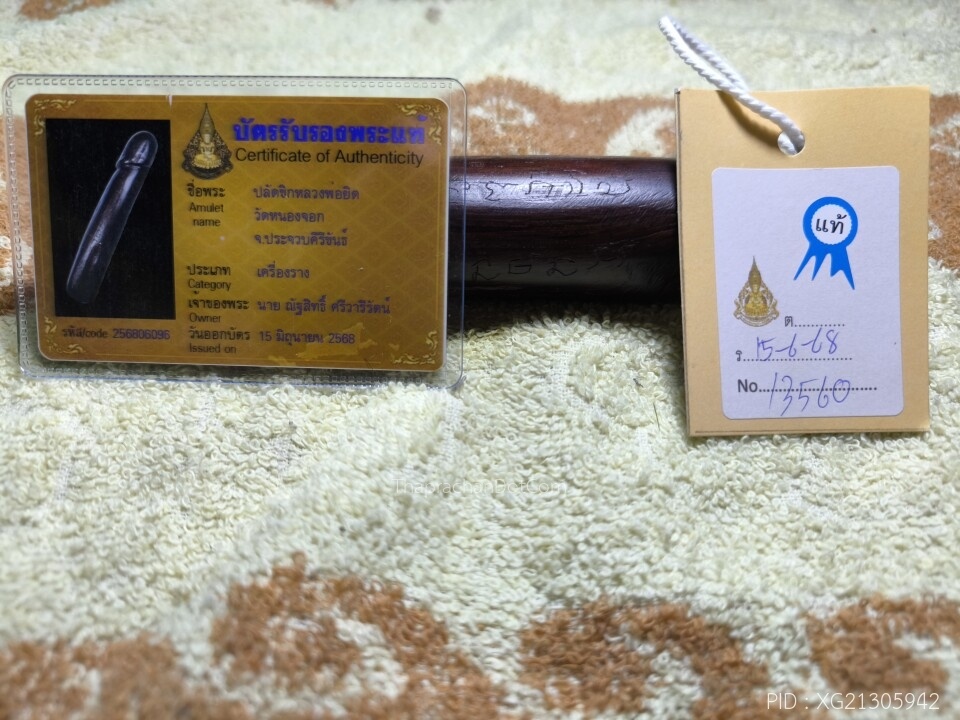 บัตรรับรองพระแท้
Certificate of Authenticity
ชื่อพระ ปลัดขิกหลวงพ่อยิด
Amulet
name
วัดหนองจอก
จ.ประจวบคีรีขันธ์
ประเภท เครื่องราง
Category
เจ้าของพระ นาย ณัฐสิทธิ์ ศรีวารีรัตน์
Owner
รหัส/code 256806096
วันออกบัตร 15 มิถุนายน 2568
Issued on
แท้
ต............
ว. 15-6-68
No. 13560
PID : XG21305942